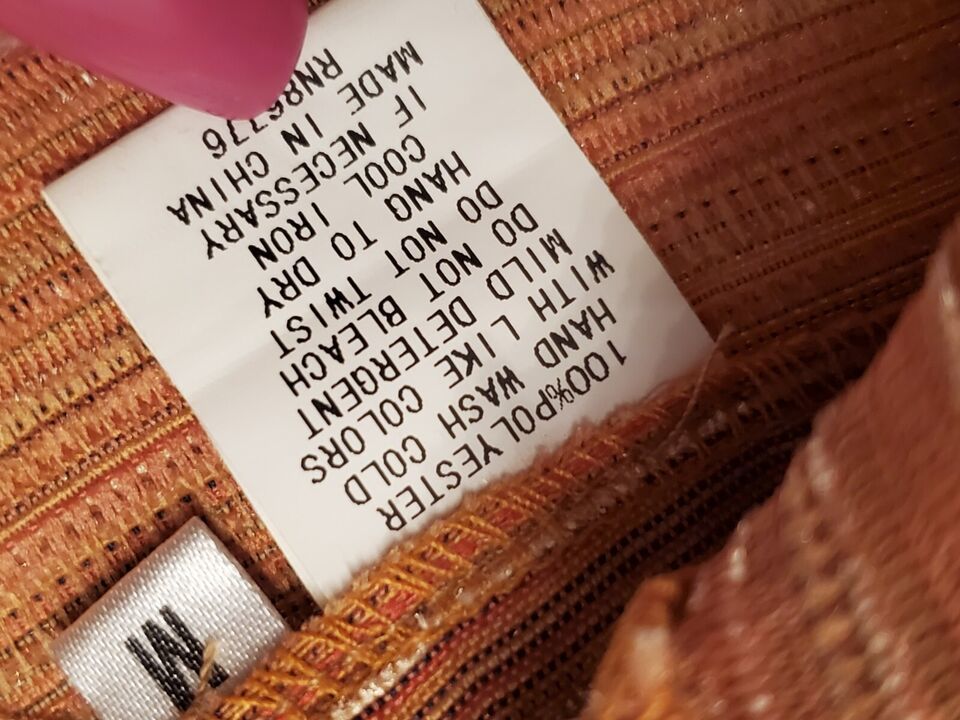 100%POLYESTER
HAND WASH COLD
WITH LIKE COLORS
MILD DETERGENT
DO NOT BLEACH
DO NOT TWIST
HANG TO DRY
COOL IRON
IF NECESSARY
MADE IN CHINA
RN86776
M